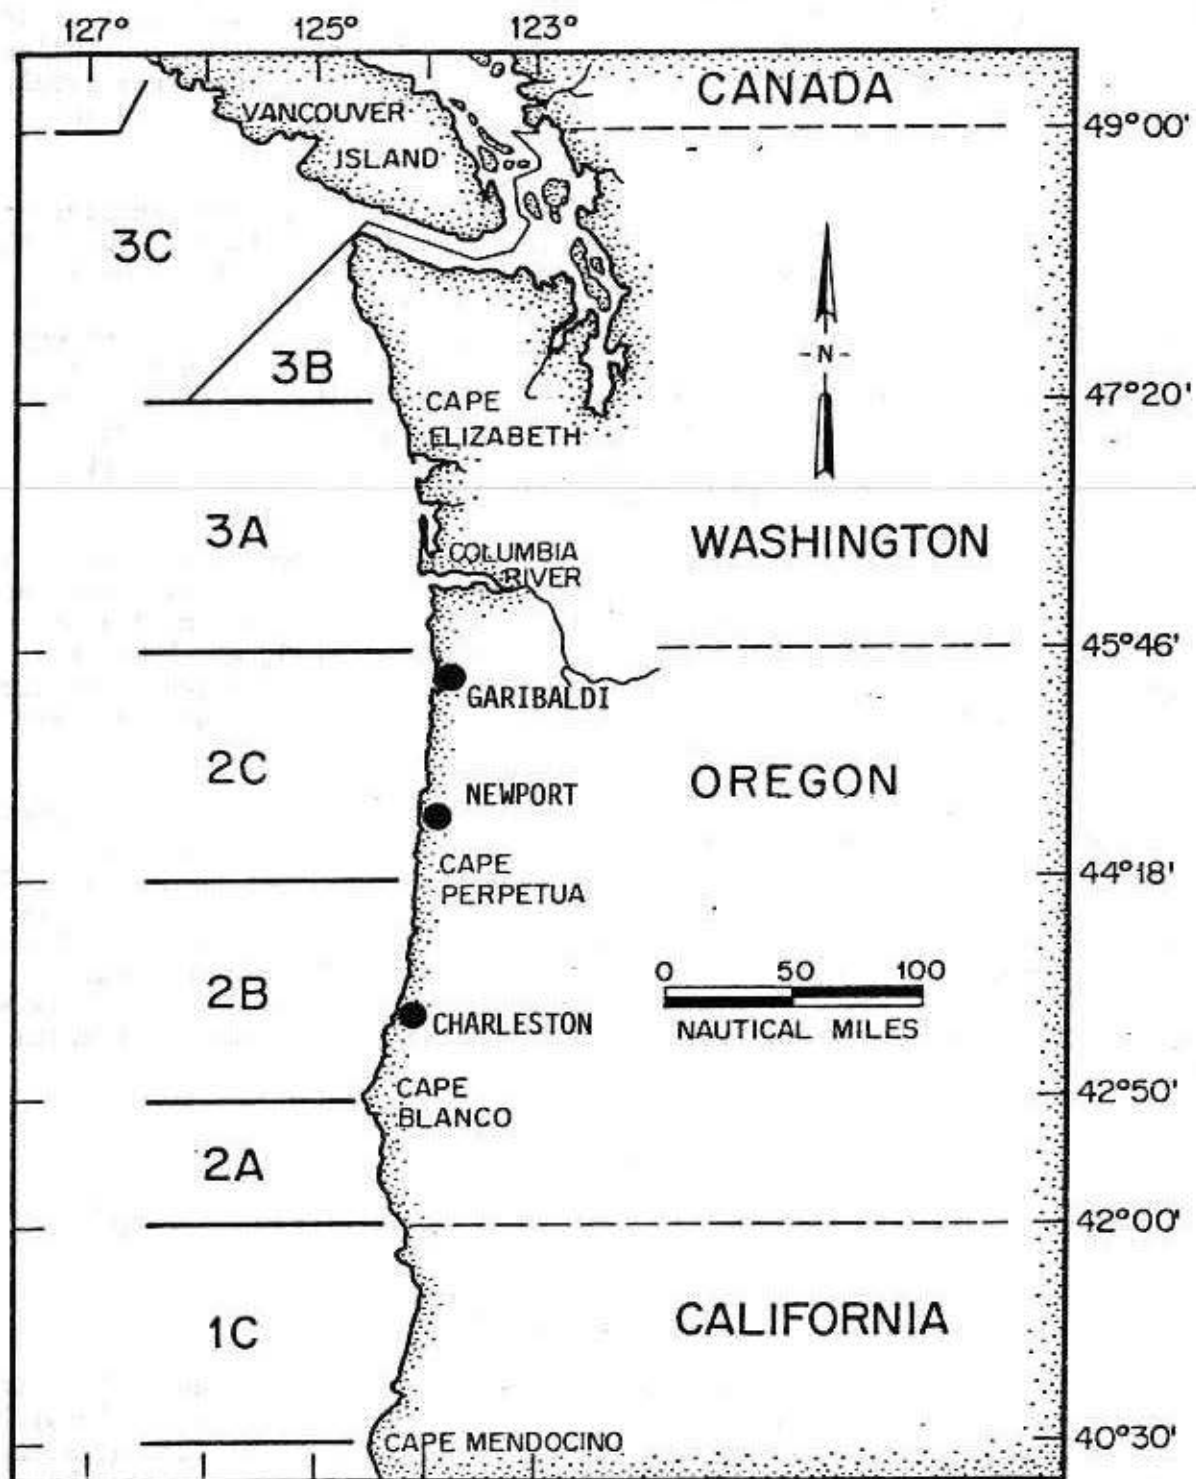 127° 125° 123°
CANADA
VANCOUVER
ISLAND
49°00'
3C
-N-
3B
47°20'
CAPE
ELIZABETH
3A
WASHINGTON
COLUMBIA
RIVER
45°46'
GARIBALDI
2C
OREGON
NEWPORT
CAPE
PERPETUA
44°18'
0 50 100
NAUTICAL MILES
2B
CHARLESTON
CAPE
BLANCO
42°50'
2A
42°00'
1C
CALIFORNIA
CAPE MENDOCINO
40°30'